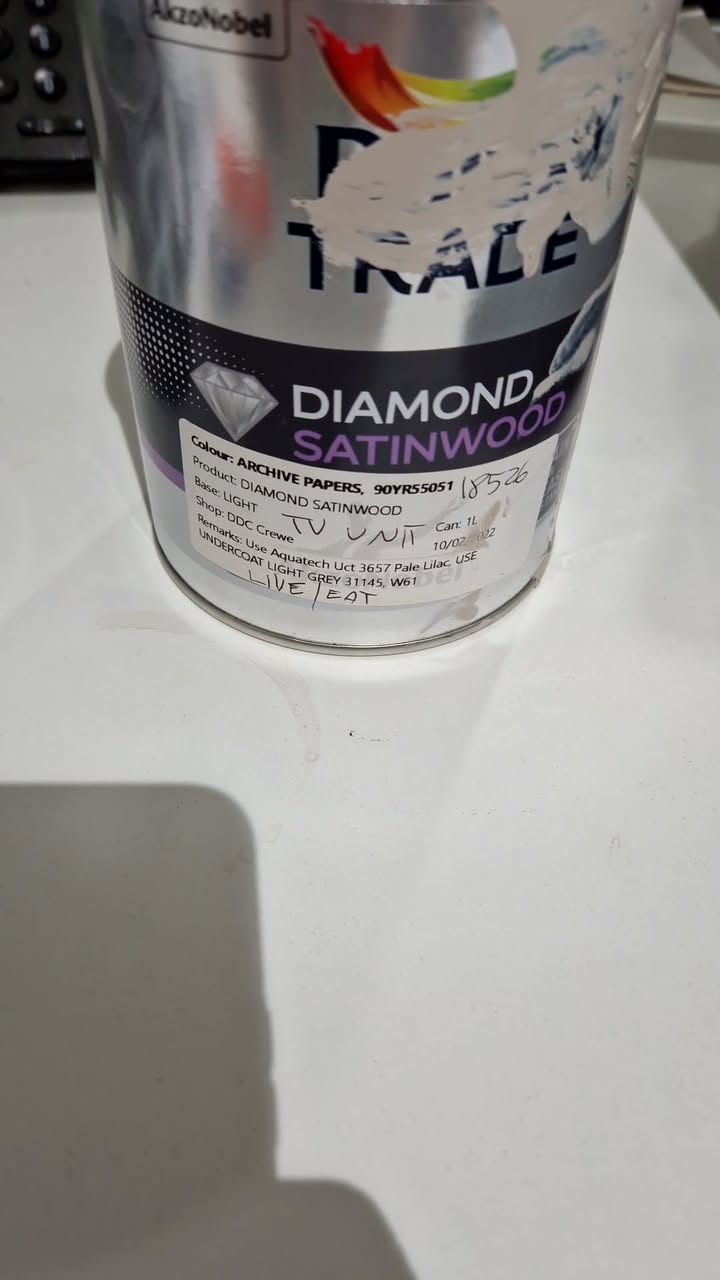 AkzoNobel
TRADE
DIAMOND
SATINWOOD
Colour: ARCHIVE PAPERS, 90YR55051 18526
Product: DIAMOND SATINWOOD
Base: LIGHT TV UNIT Can: 1L
Shop: DDC Crewe 10/02/2022
Remarks: Use Aquatech Uct 3657 Pale Lilac, USE
UNDERCOAT LIGHT GREY 31145, W61
LIVE/EAT